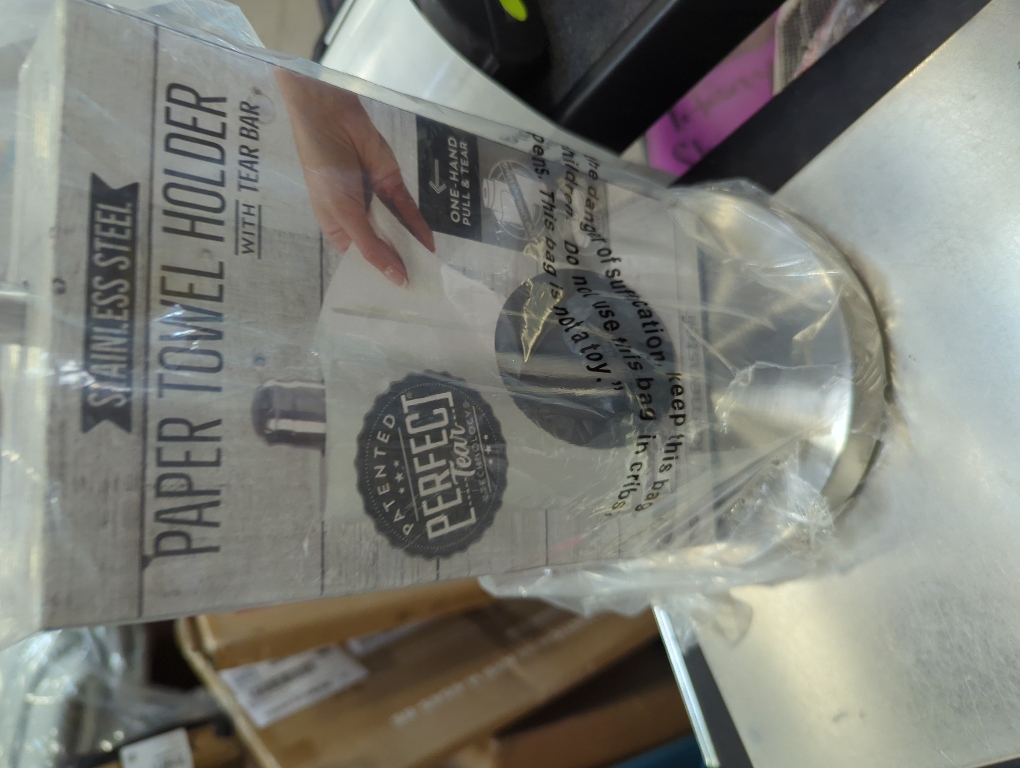 STAINLESS STEEL
PAPER TOWEL HOLDER
WITH TEAR BAR
ONE-HAND
PULL & TEAR
PATENTED
PERFECT
Tear
the danger of suffocation, keep this bag
children. Do not use this bag in cribs,
pens. This bag is not a toy."